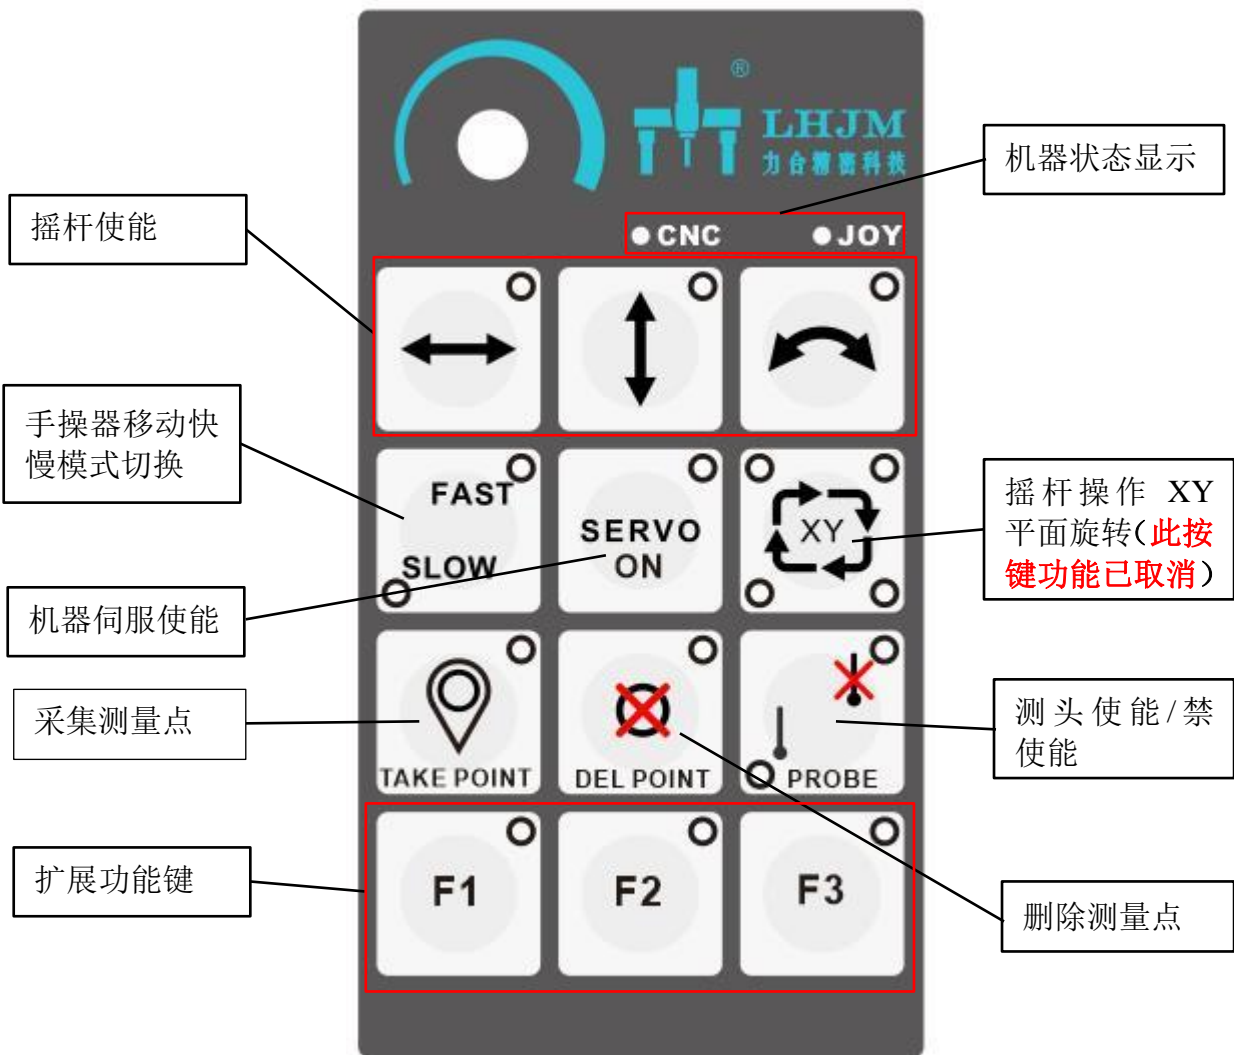 ®
LHJM
力合精密科技
机器状态显示
摇杆使能
CNC
JOY
手操器移动快
慢模式切换
FAST
SLOW
SERVO
ON
XY
摇杆操作 XY
平面旋转（此按
键功能已取消）
机器伺服使能
采集测量点
TAKE POINT
DEL POINT
PROBE
测头使能/禁
使能
扩展功能键
F1
F2
F3
删除测量点